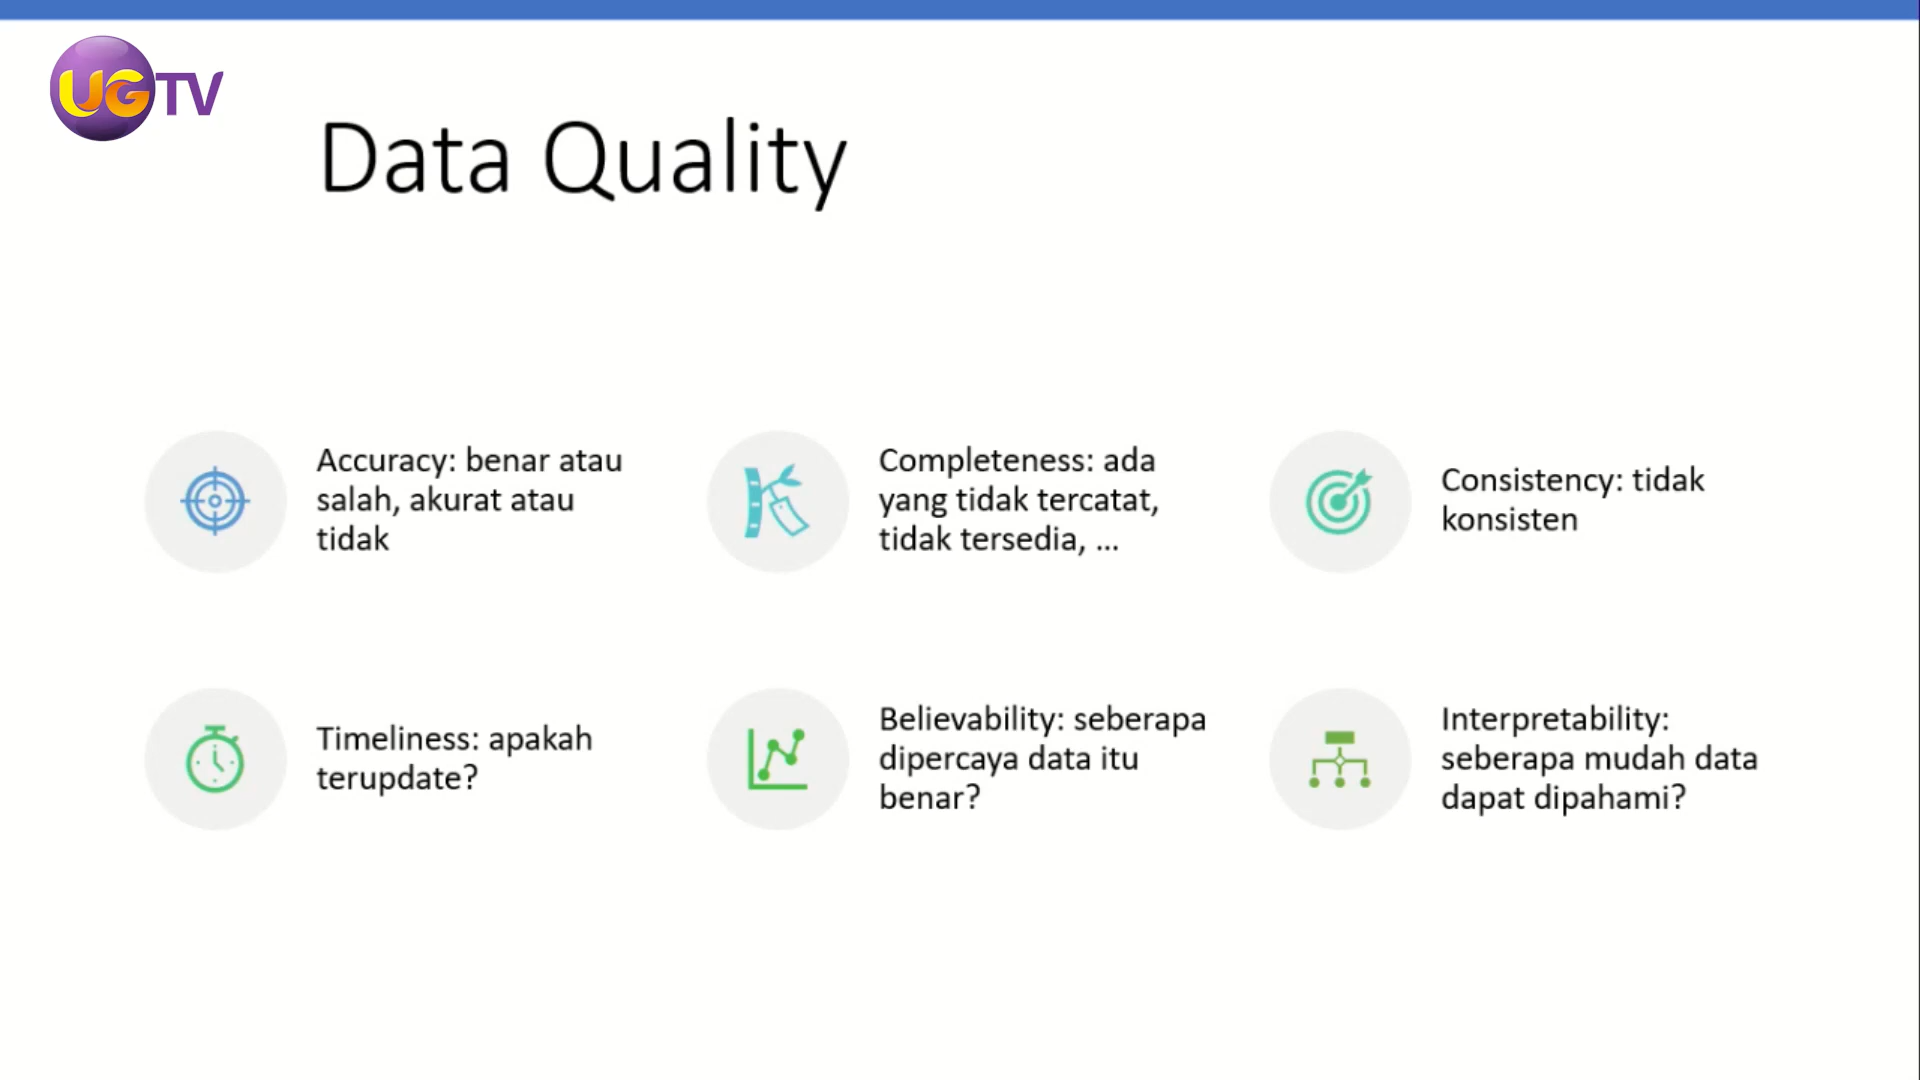 UGTV
Data Quality
Accuracy: benar atau
salah, akurat atau
tidak
Completeness: ada
yang tidak tercatat,
tidak tersedia, ...
Consistency: tidak
konsisten
Timeliness: apakah
terupdate?
Believability: seberapa
dipercaya data itu
benar?
Interpretability:
seberapa mudah data
dapat dipahami?